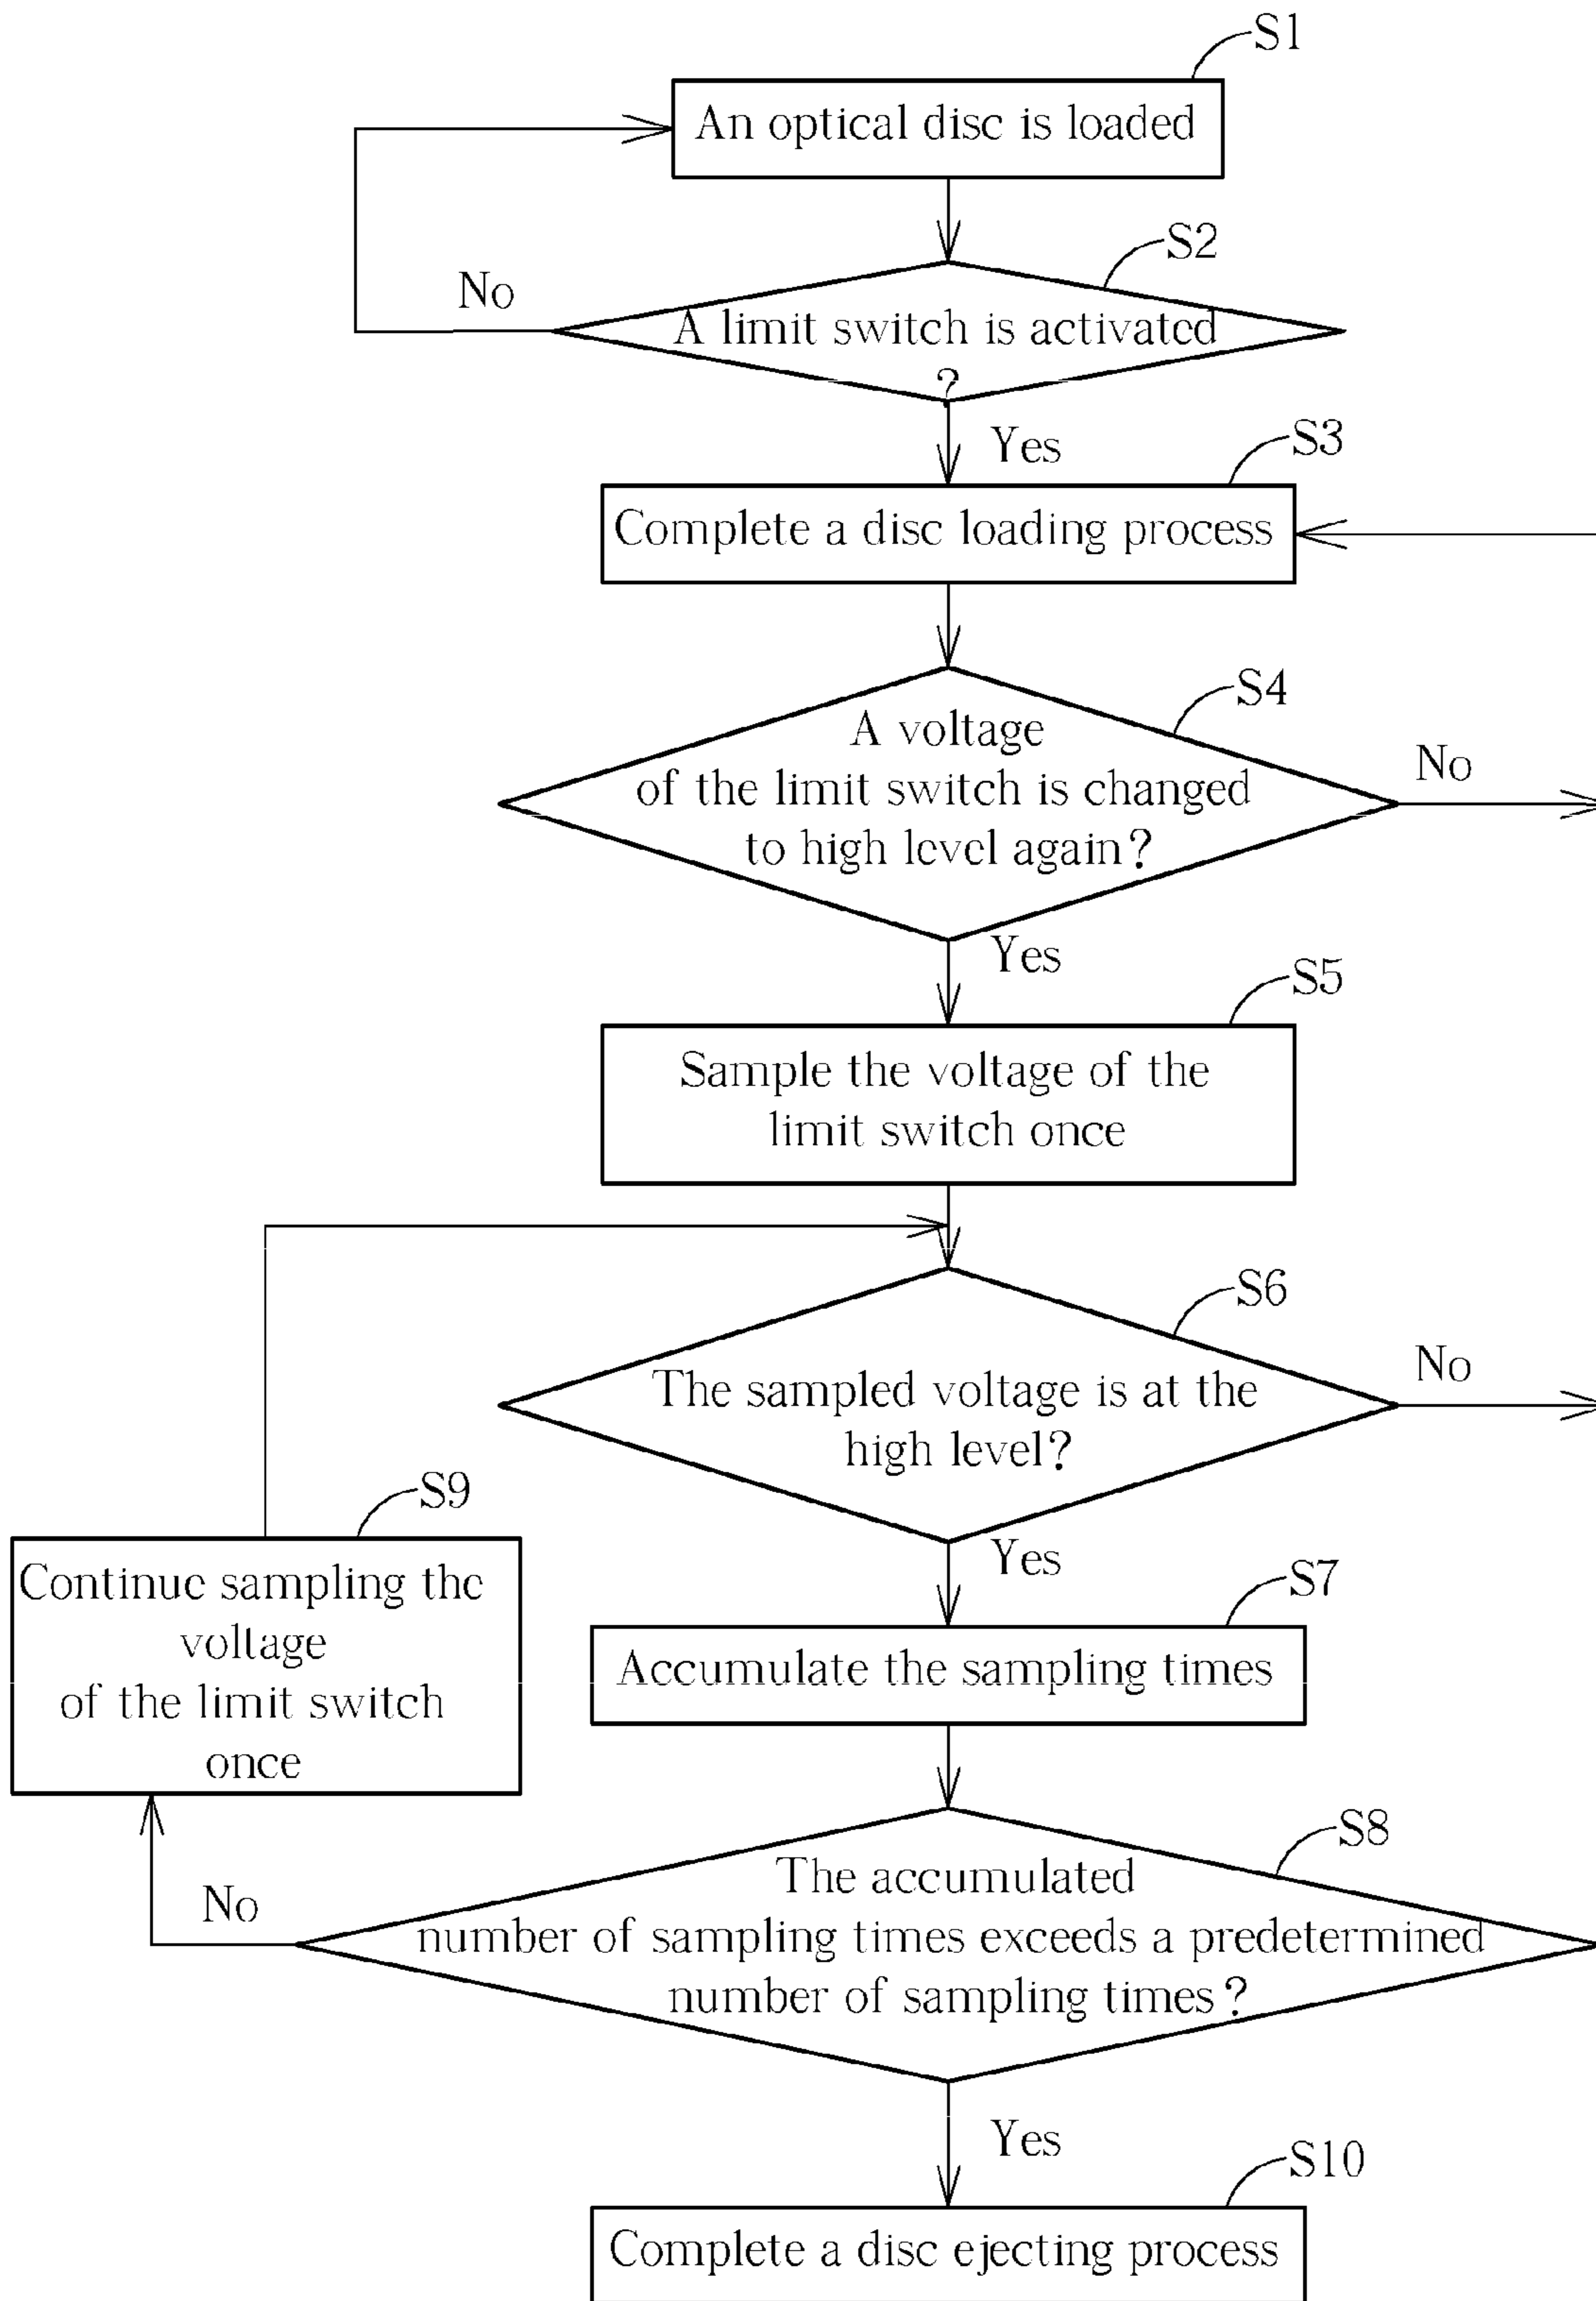 S1
An optical disc is loaded
S2
No
A limit switch is activated
?
Yes
S3
Complete a disc loading process
S4
A voltage
of the limit switch is changed
to high level again?
No
Yes
S5
Sample the voltage of the
limit switch once
S6
The sampled voltage is at the
high level?
No
Yes
S9
Continue sampling the
voltage
of the limit switch
once
S7
Accumulate the sampling times
S8
The accumulated
number of sampling times exceeds a predetermined
number of sampling times?
No
Yes
S10
Complete a disc ejecting process